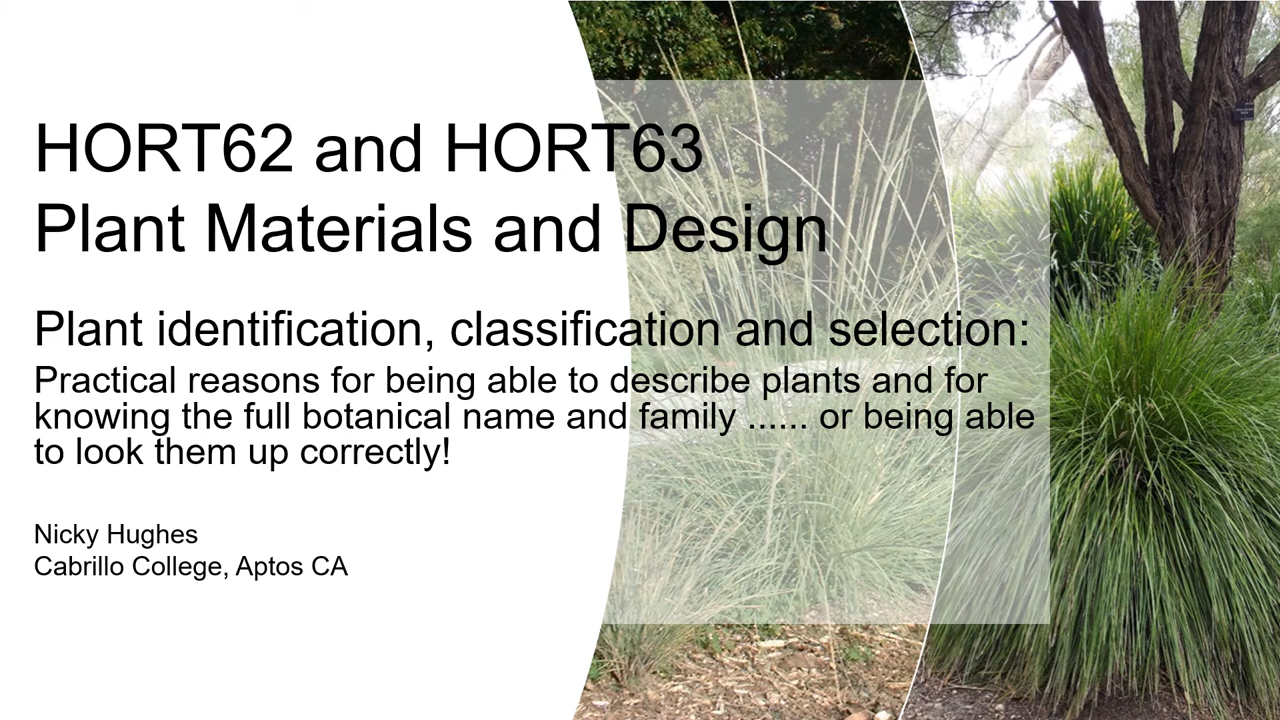 HORT62 and HORT63
Plant Materials and Design
Plant identification, classification and selection:
Practical reasons for being able to describe plants and for
knowing the full botanical name and family ...... or being able
to look them up correctly!
Nicky Hughes
Cabrillo College, Aptos CA